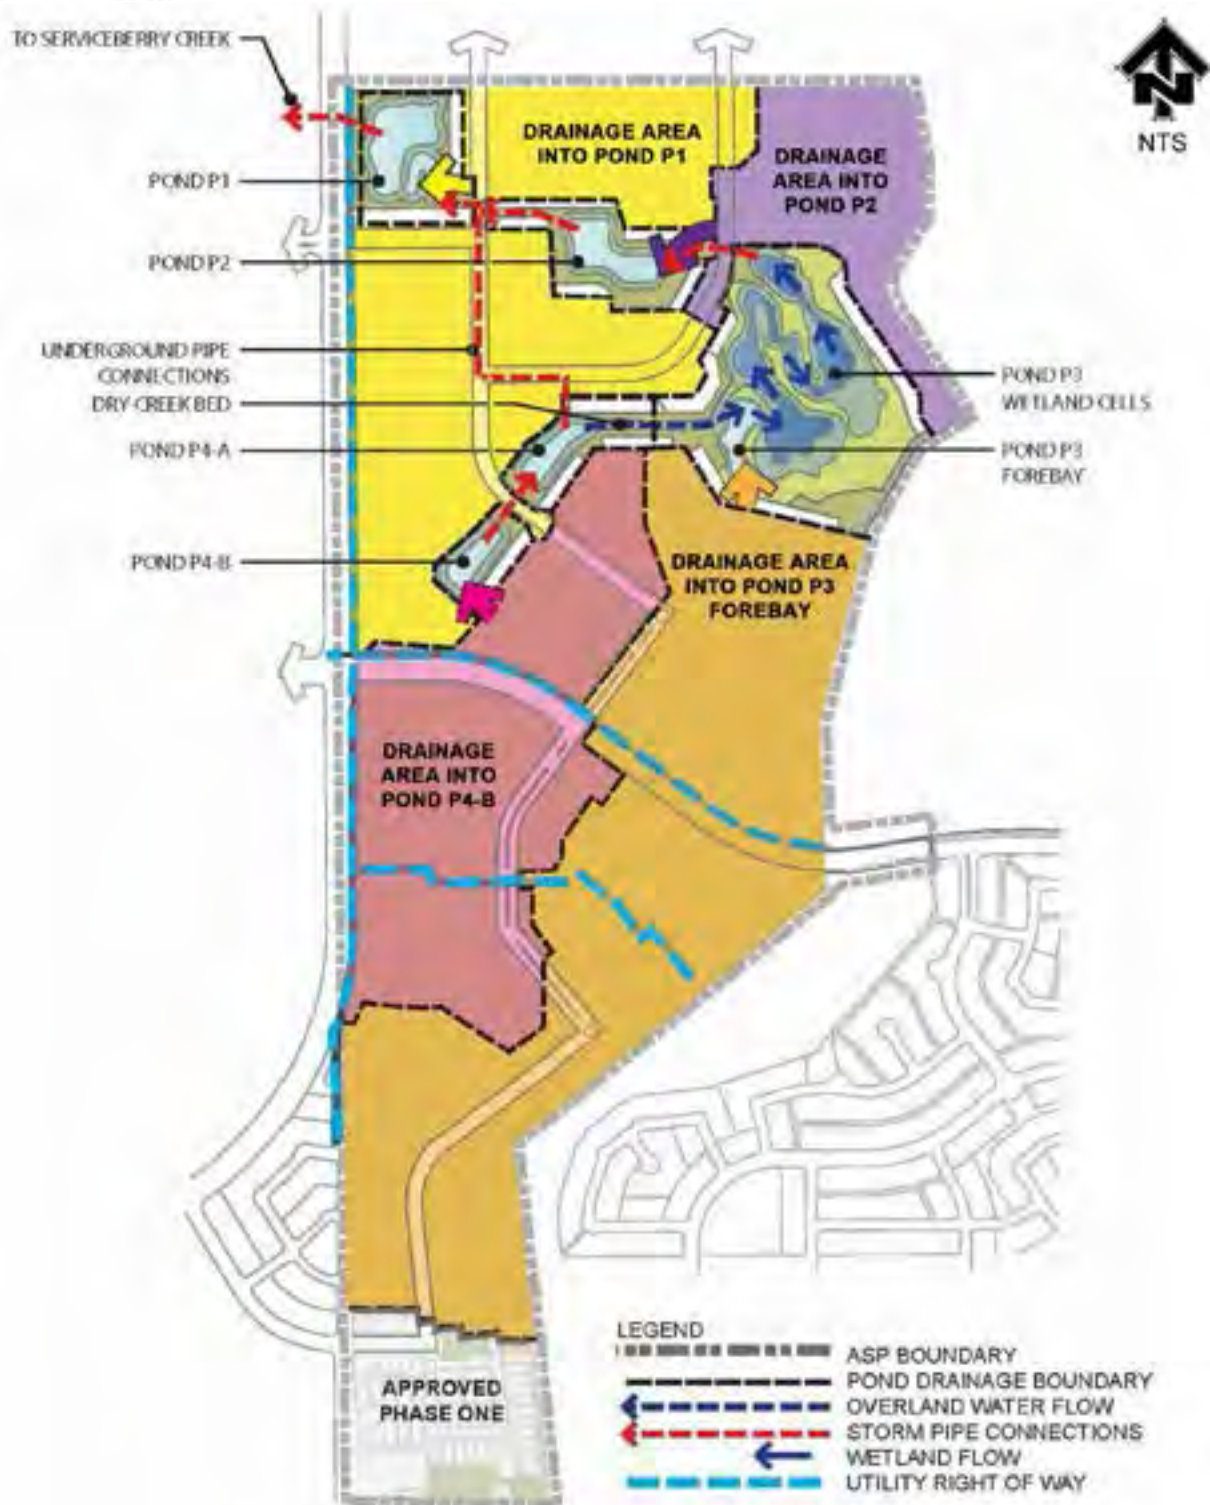 TO SERVICEBERRY CREEK
NTS
DRAINAGE AREA
INTO POND P1
DRAINAGE
AREA INTO
POND P2
POND P1
POND P2
UNDERGROUND PIPE
CONNECTIONS
DRY CREEK BED
POND P4-A
POND P4-B
POND P3
WETLAND CELLS
POND P3
FOREBAY
DRAINAGE AREA
INTO POND P3
FOREBAY
DRAINAGE
AREA INTO
POND P4-B
APPROVED
PHASE ONE
LEGEND
ASP BOUNDARY
POND DRAINAGE BOUNDARY
OVERLAND WATER FLOW
STORM PIPE CONNECTIONS
WETLAND FLOW
UTILITY RIGHT OF WAY